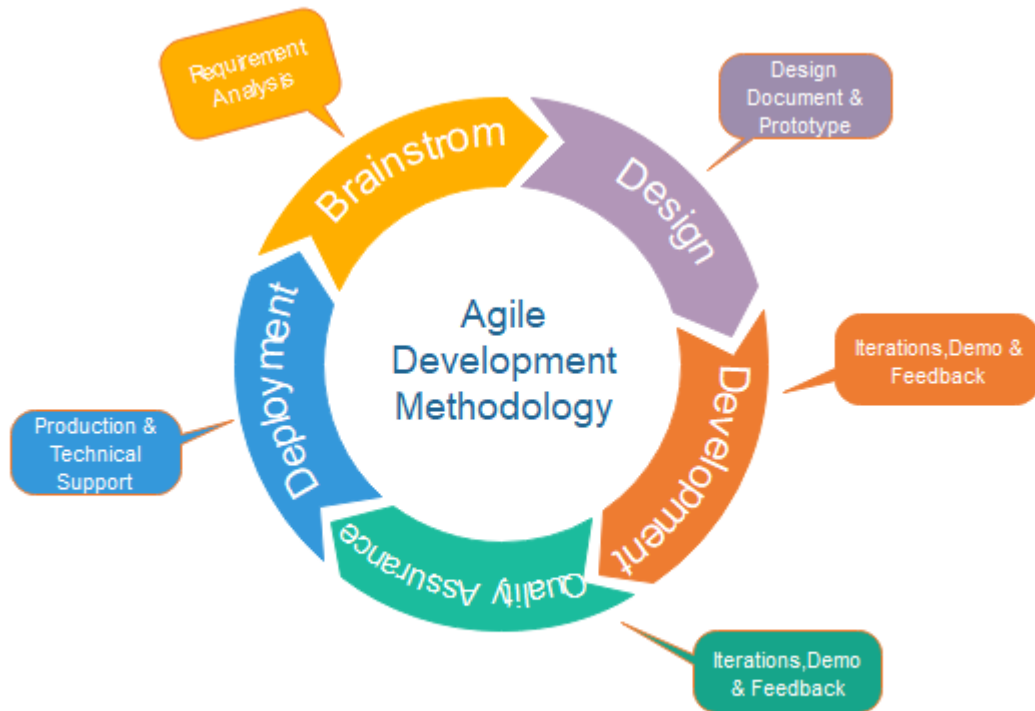 Requirement
Analysis
Brainstrom
Design
Document &
Prototype
Design
Iterations,Demo &
Feedback
Development
Iterations,Demo
& Feedback
Quality Assurance
Production &
Technical
Support
Deployment
Agile
Development
Methodology